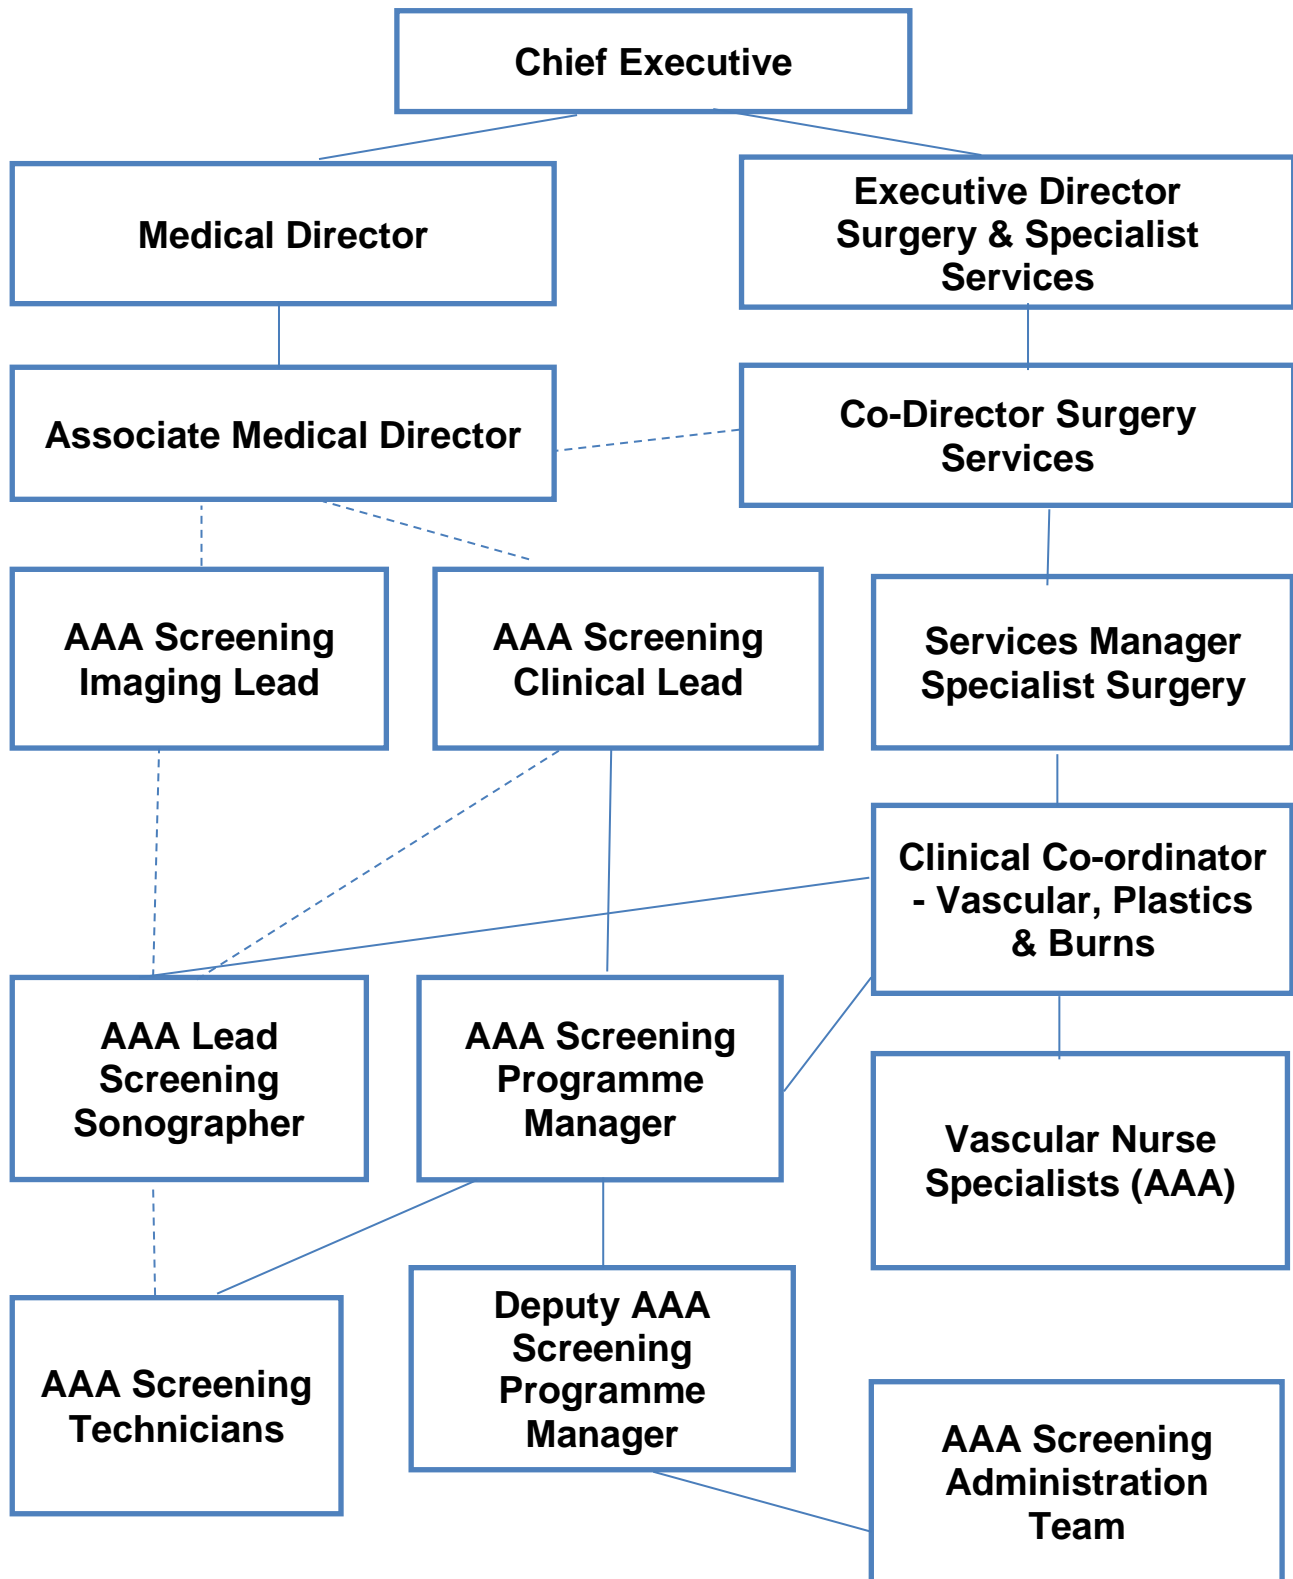 Chief Executive
Medical Director
Executive Director
Surgery & Specialist
Services
Associate Medical Director
Co-Director Surgery
Services
AAA Screening
Imaging Lead
AAA Screening
Clinical Lead
Services Manager
Specialist Surgery
Clinical Co-ordinator
- Vascular, Plastics
& Burns
AAA Lead
Screening
Sonographer
AAA Screening
Programme
Manager
Vascular Nurse
Specialists (AAA)
AAA Screening
Technicians
Deputy AAA
Screening
Programme
Manager
AAA Screening
Administration
Team